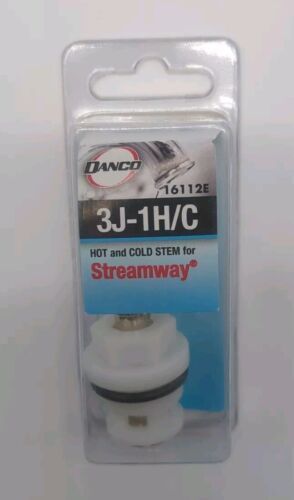 DANCO
16112E
3J-1H/C
HOT and COLD STEM for
Streamway®